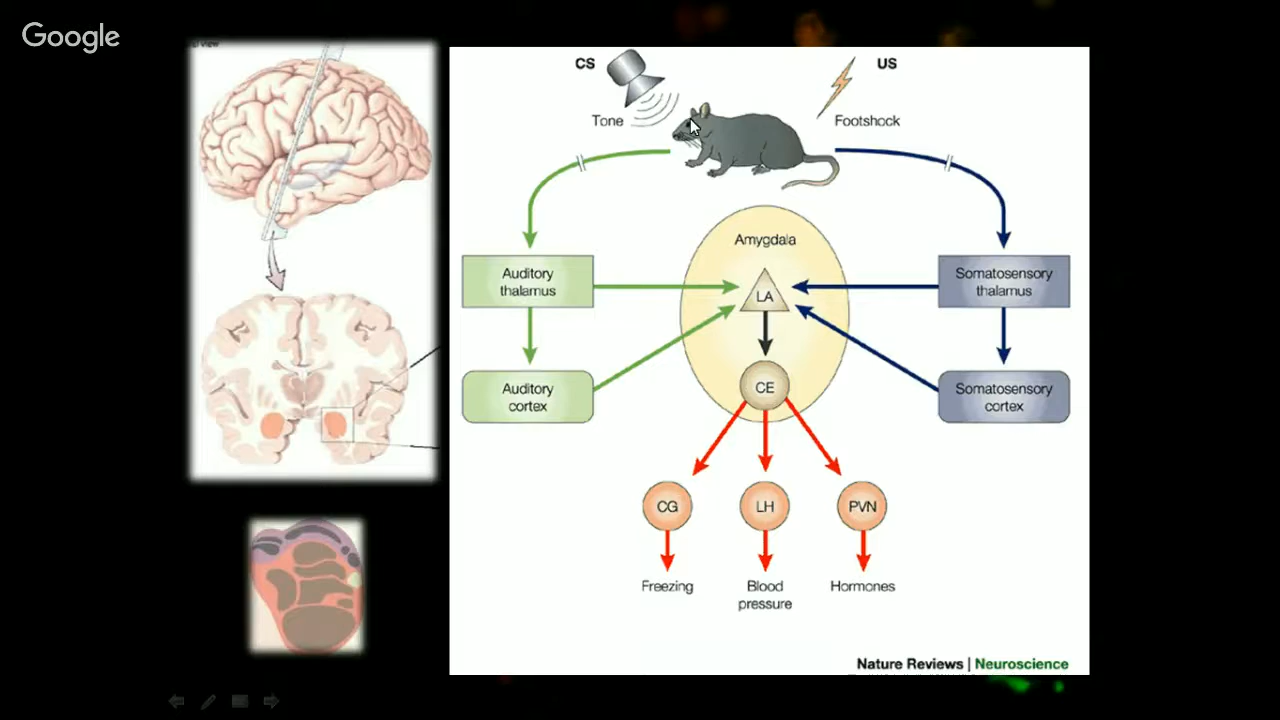 Google
CS
US
Tone
Footshock
Amygdala
Auditory
thalamus
LA
Somatosensory
thalamus
Auditory
cortex
CE
Somatosensory
cortex
CG
LH
PVN
Freezing
Blood
pressure
Hormones
Nature Reviews | Neuroscience